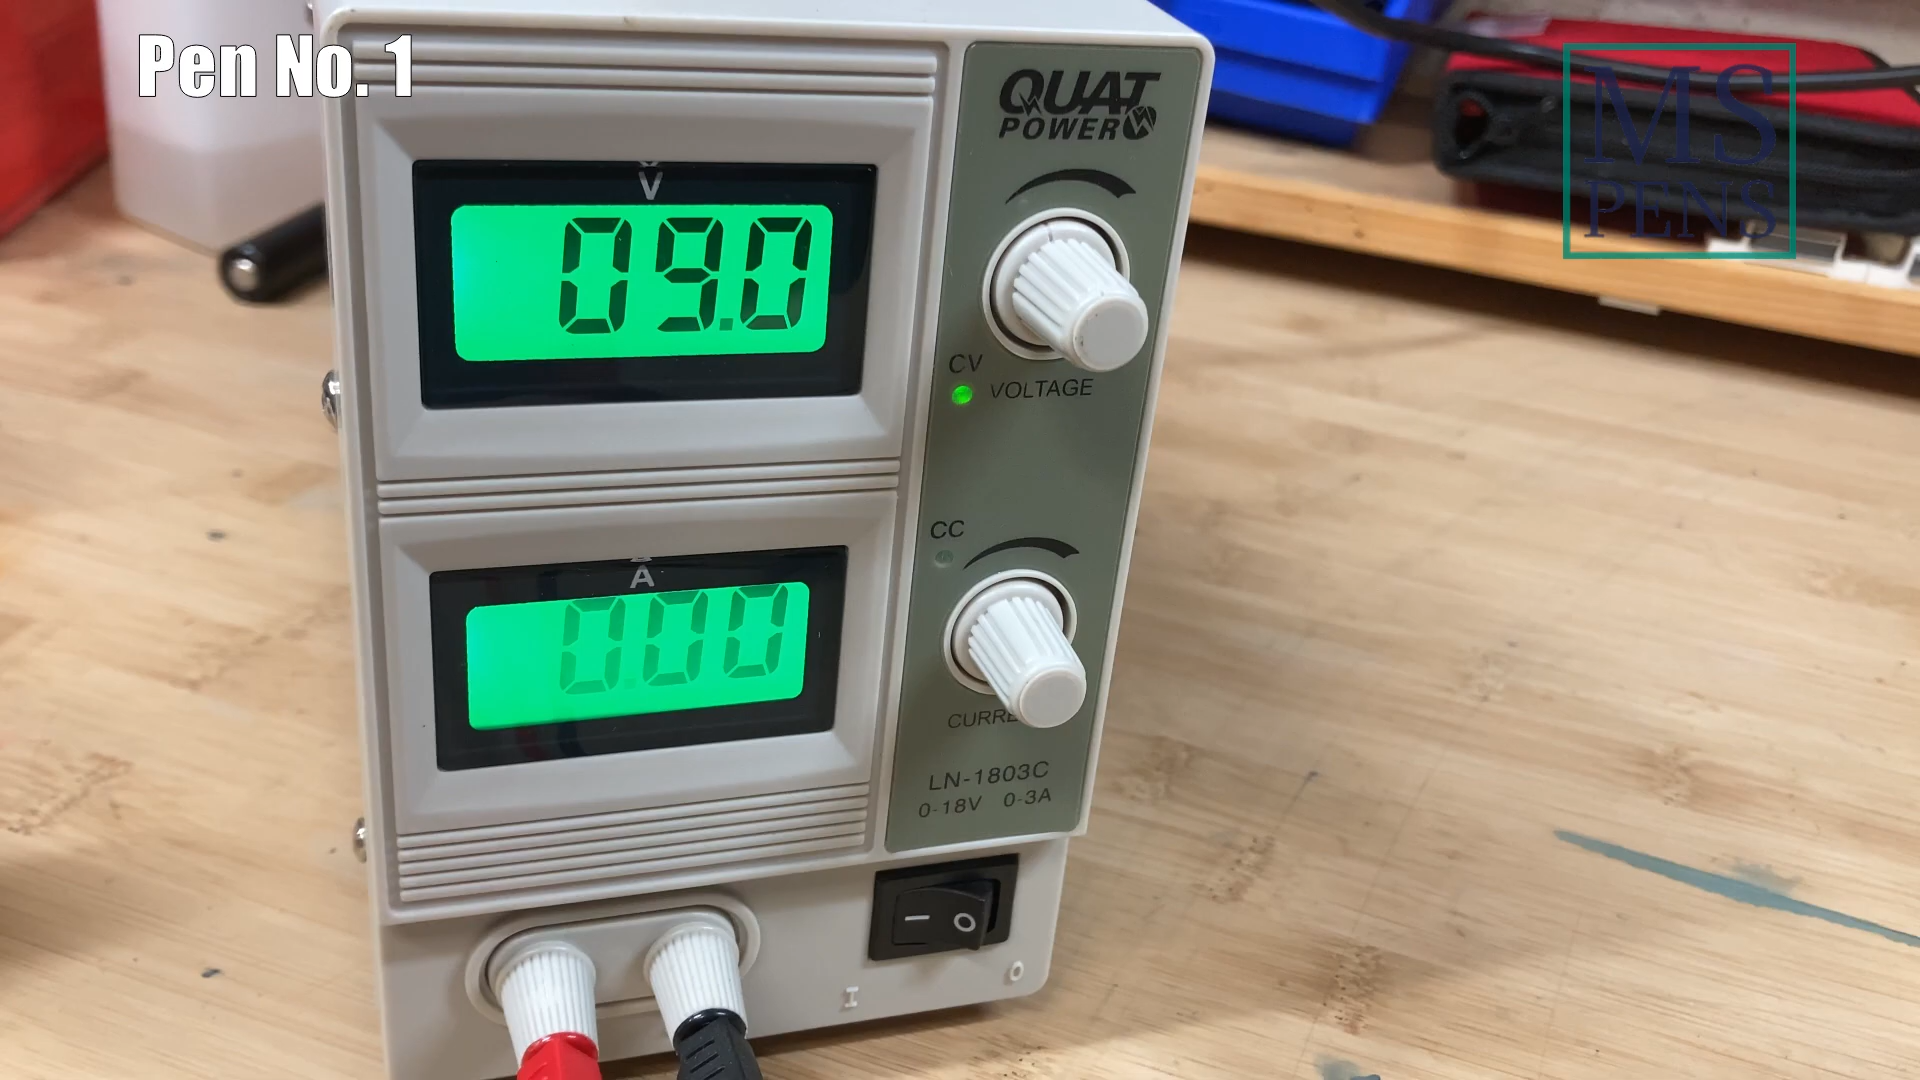 Pen No. 1
MS
PENS
QUAT
POWER
V
09.0
CV
VOLTAGE
CC
A
0.00
CURRE
LN-1803C
0-18V 0-3A
I O
I O